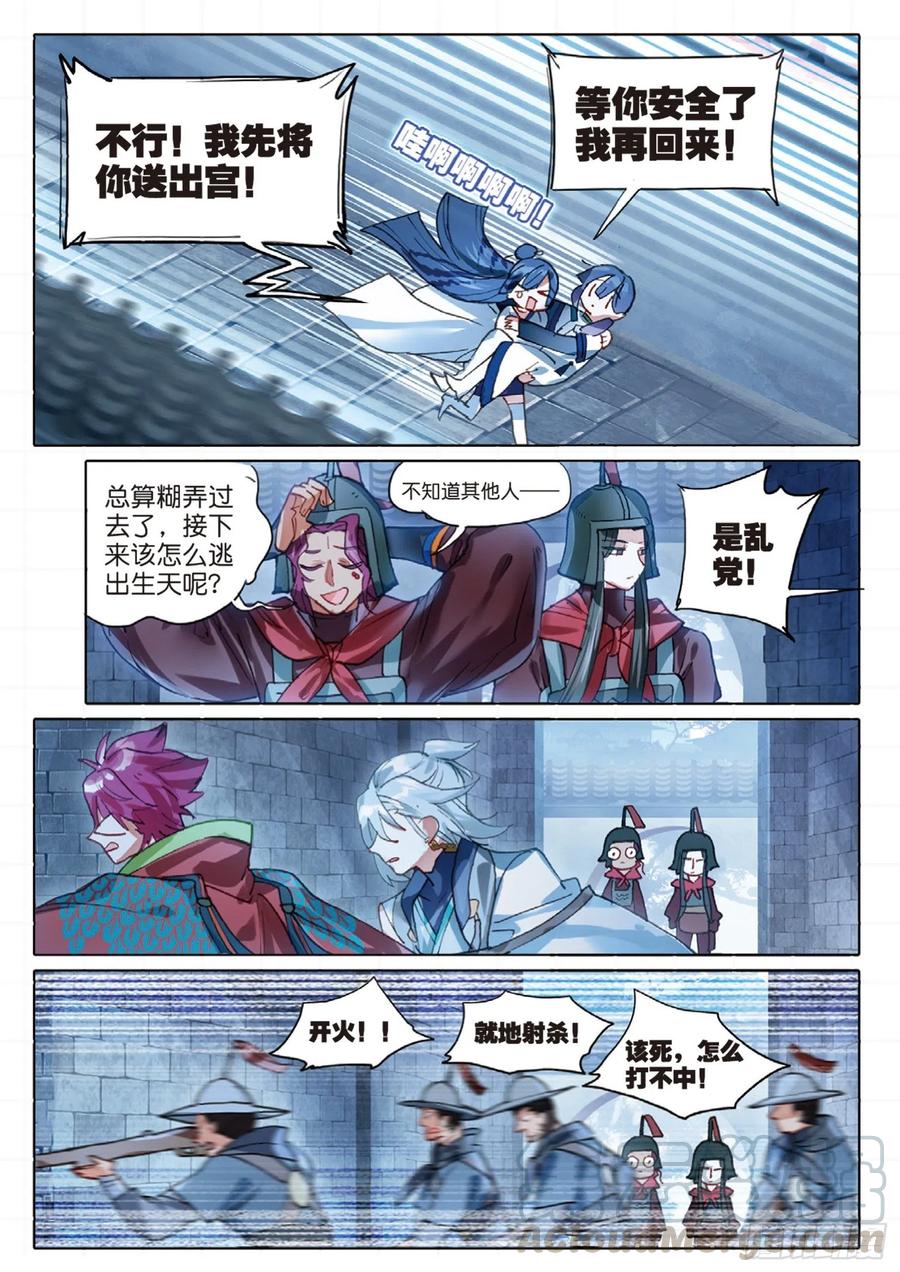 不行！我先将
你送出宫！
哇啊啊啊啊！
等你安全了
我再回来！
总算糊弄过
去了，接下
来该怎么逃
出生天呢？
不知道其他人——
是乱
党！
开火！！
就地射杀！
该死，怎么
打不中！
AcloudMerge.com